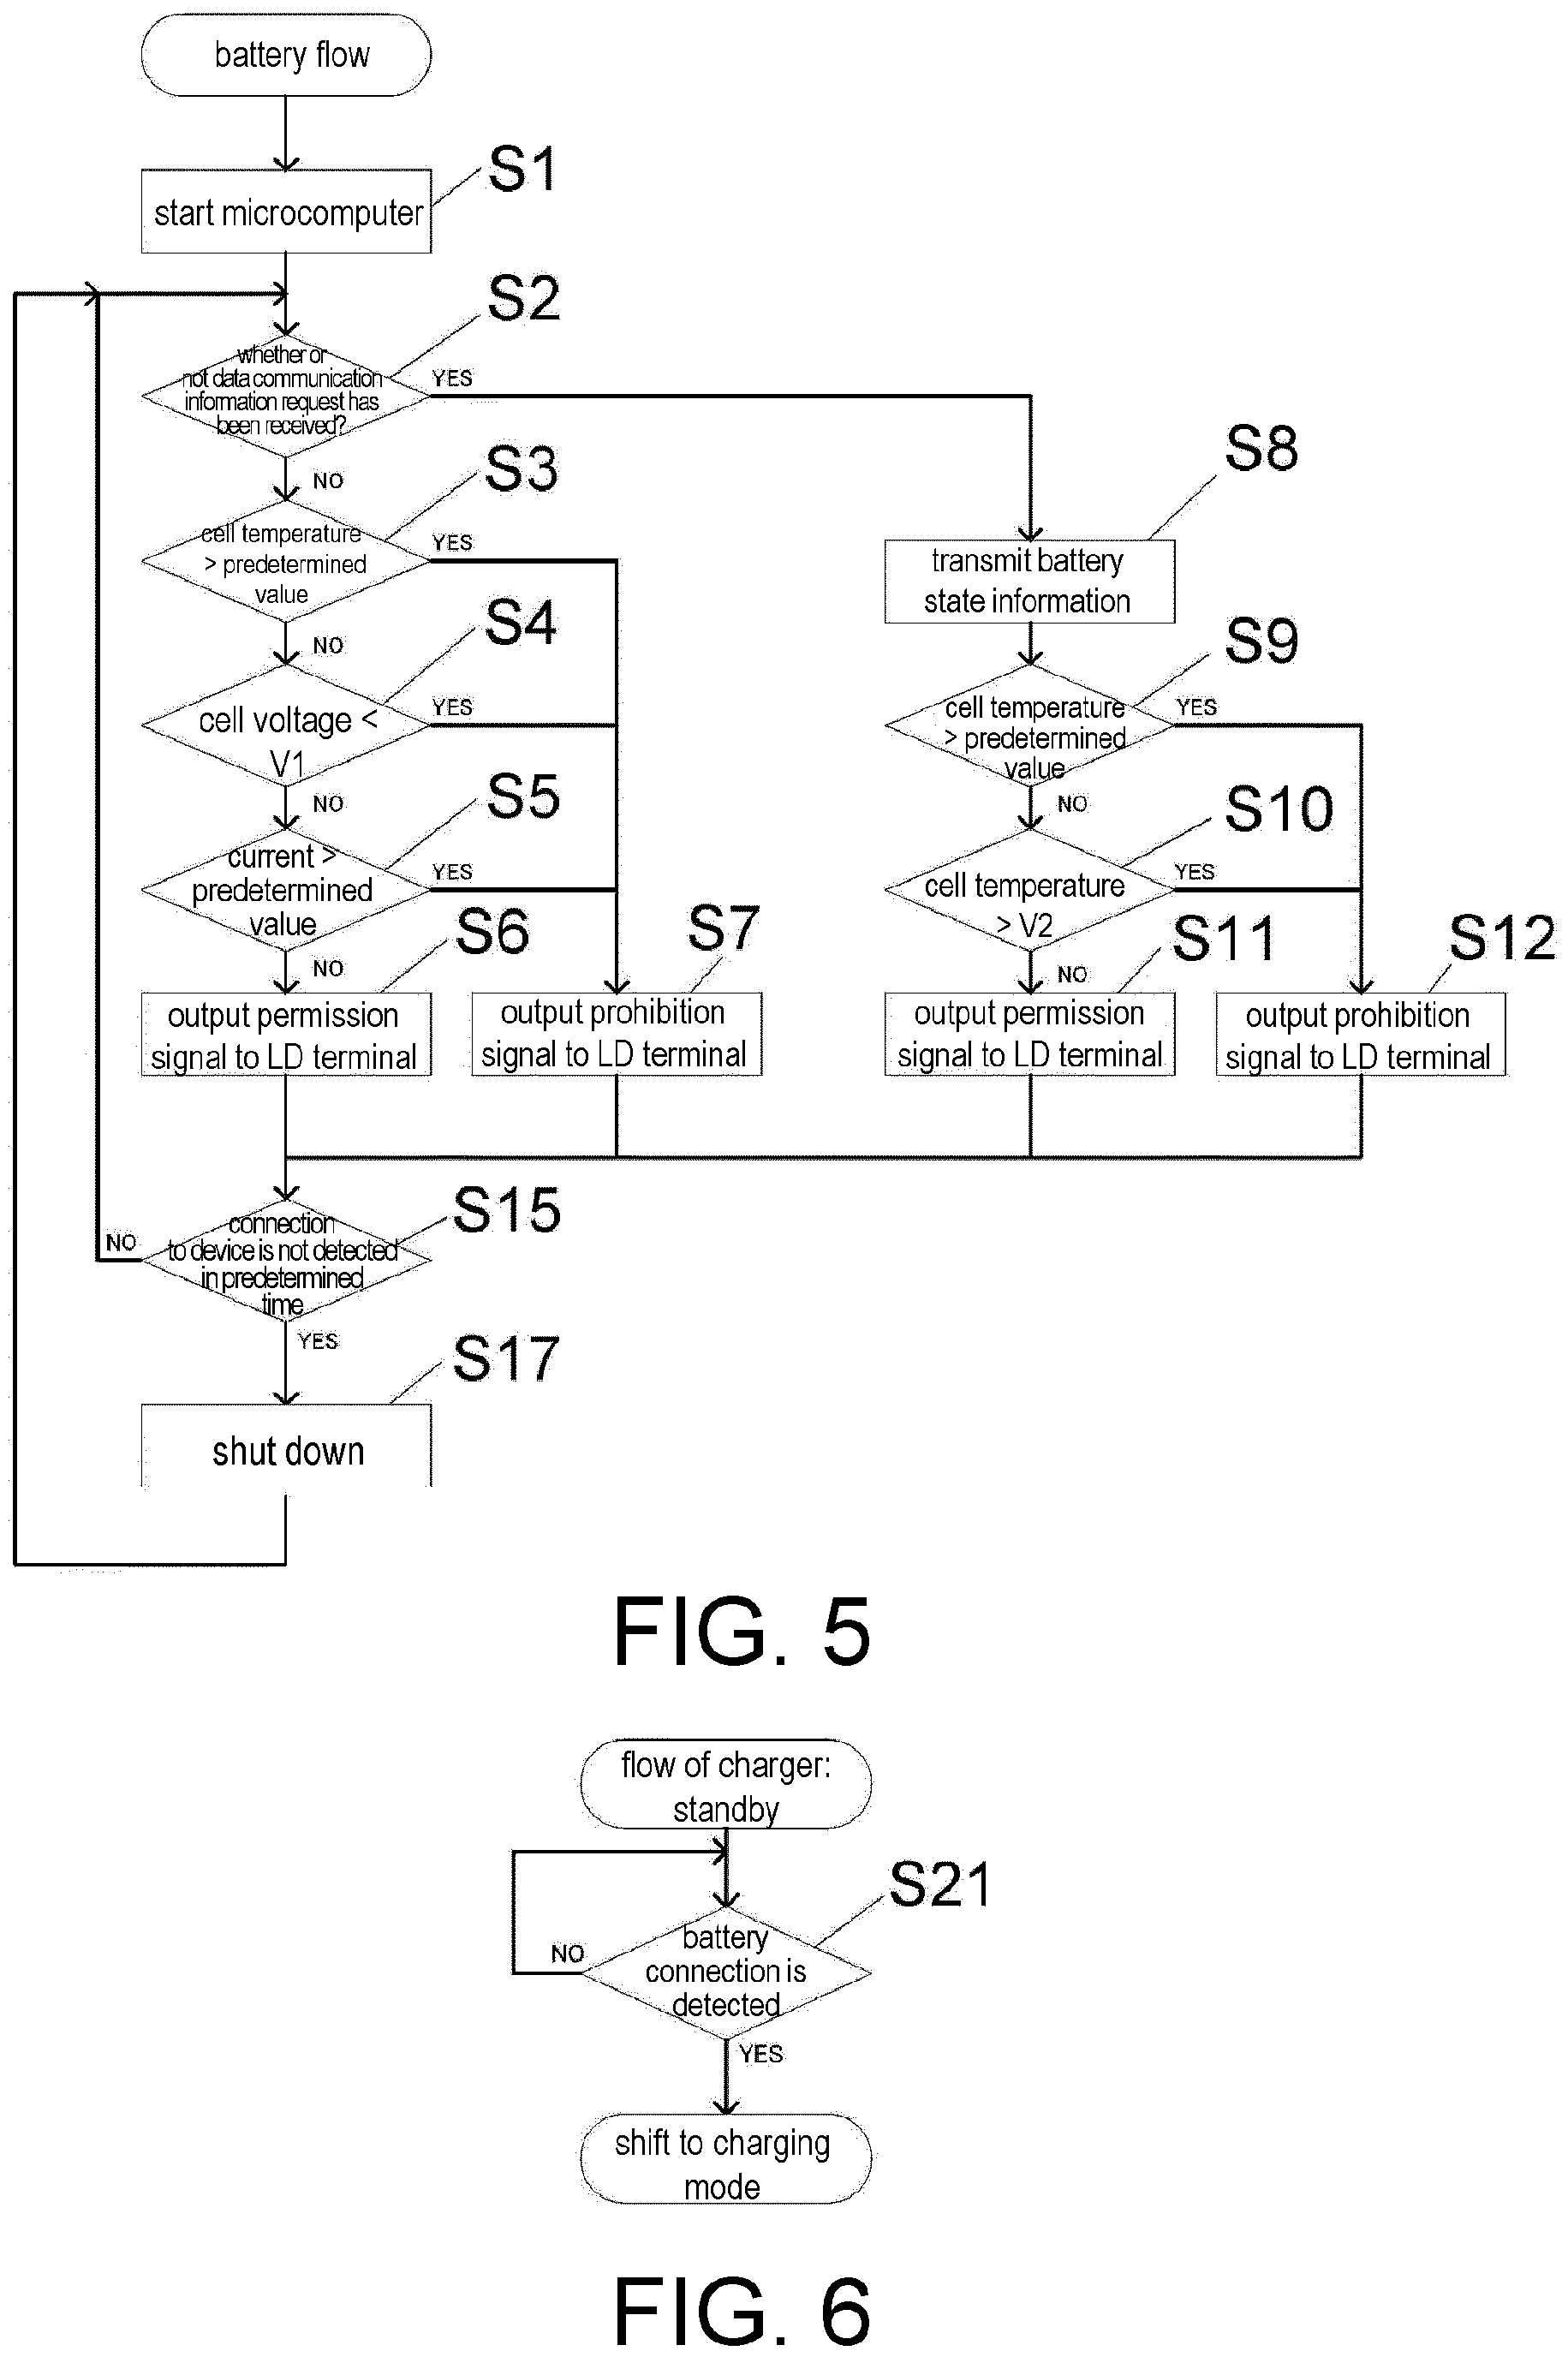 battery flow
S1
start microcomputer
S2
whether or
not data communication
information request has
been received?
YES
NO
S3
cell temperature
> predetermined
value
YES
NO
S4
cell voltage <
V1
YES
NO
S5
current >
predetermined
value
YES
NO
S6
output permission
signal to LD terminal
S7
output prohibition
signal to LD terminal
S8
transmit battery
state information
S9
cell temperature
> predetermined
value
YES
NO
S10
cell temperature
> V2
YES
NO
S11
output permission
signal to LD terminal
S12
output prohibition
signal to LD terminal
S15
connection
to device is not detected
in predetermined
time
NO
YES
S17
shut down
FIG. 5
flow of charger:
standby
S21
battery
connection is
detected
NO
YES
shift to charging
mode
FIG. 6